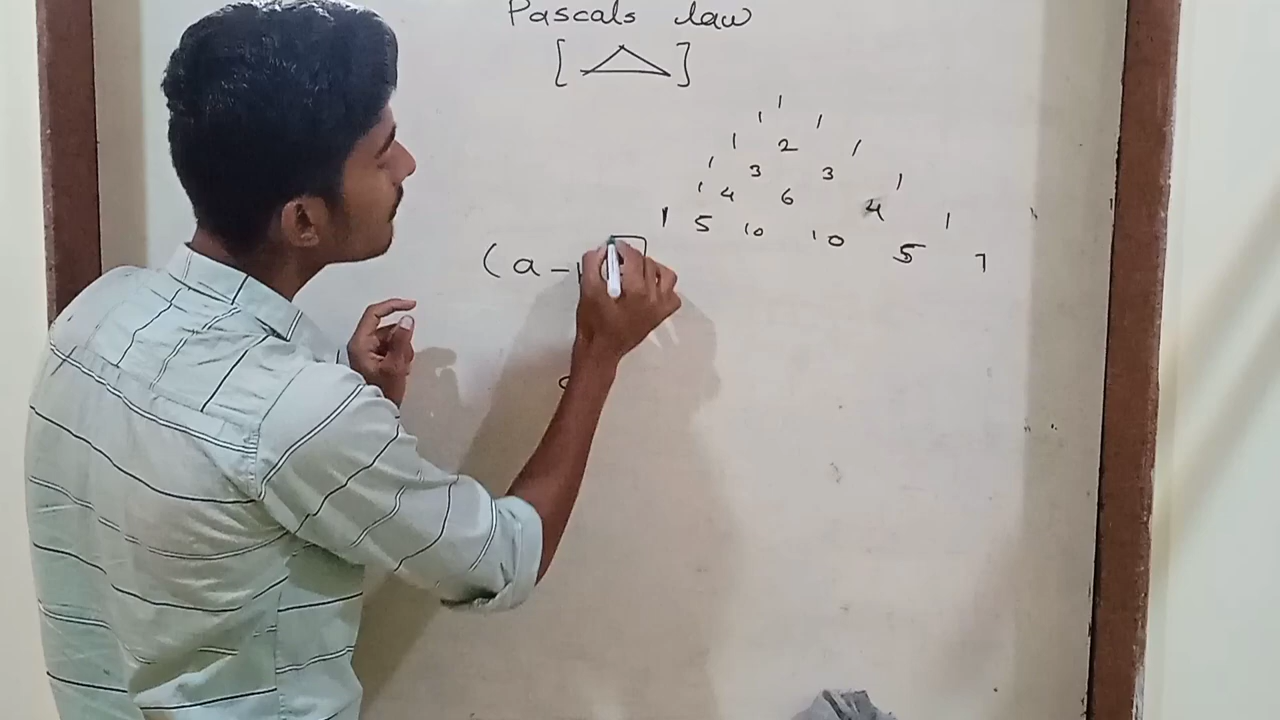 Pascals law
[ ]
1
1 1
1 2 1
1 3 3 1
1 4 6 4 1
1 5 10 10 5 1
(a -